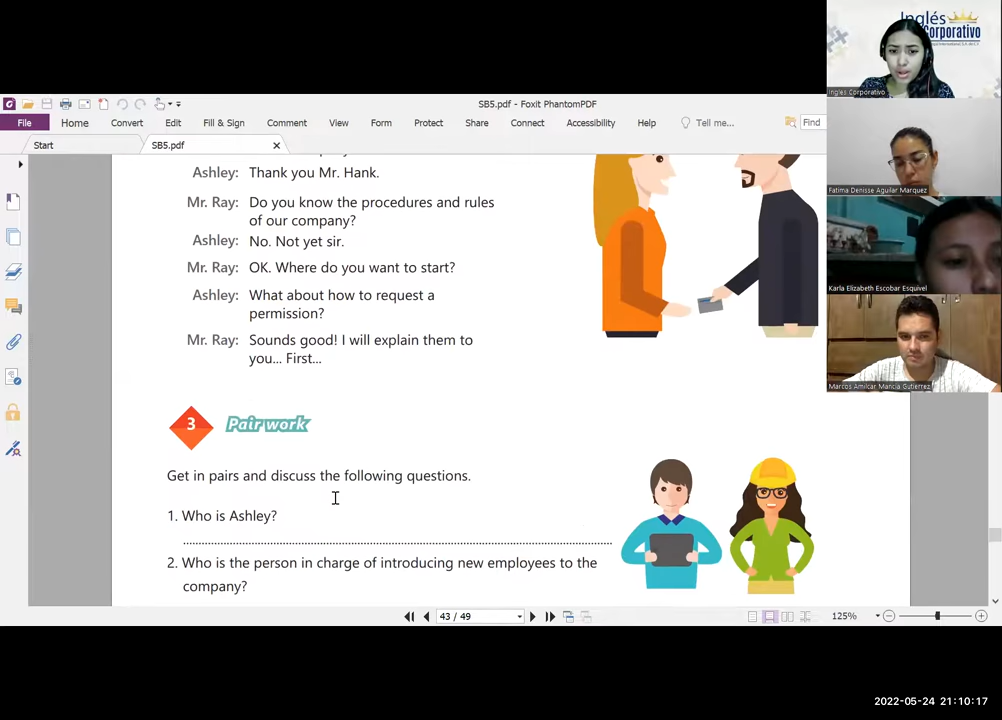 SB5.pdf - Foxit PhantomPDF
File Home Convert Edit Fill & Sign Comment View Form Protect Share Connect Accessibility Help Tell me... Find
Start SB5.pdf
Ashley: Thank you Mr. Hank.
Mr. Ray: Do you know the procedures and rules
of our company?
Ashley: No. Not yet sir.
Mr. Ray: OK. Where do you want to start?
Ashley: What about how to request a
permission?
Mr. Ray: Sounds good! I will explain them to
you... First...
3 Pair work
Get in pairs and discuss the following questions.
1. Who is Ashley?
2. Who is the person in charge of introducing new employees to the
company?
43 / 49
125%
Inglés
Corporativo
Inglés Corporativo
Fatima Denisse Aguilar Marquez
Karla Elizabeth Escobar Esquivel
Marcos Amilcar Mancia Gutierrez
2022-05-24 21:10:17